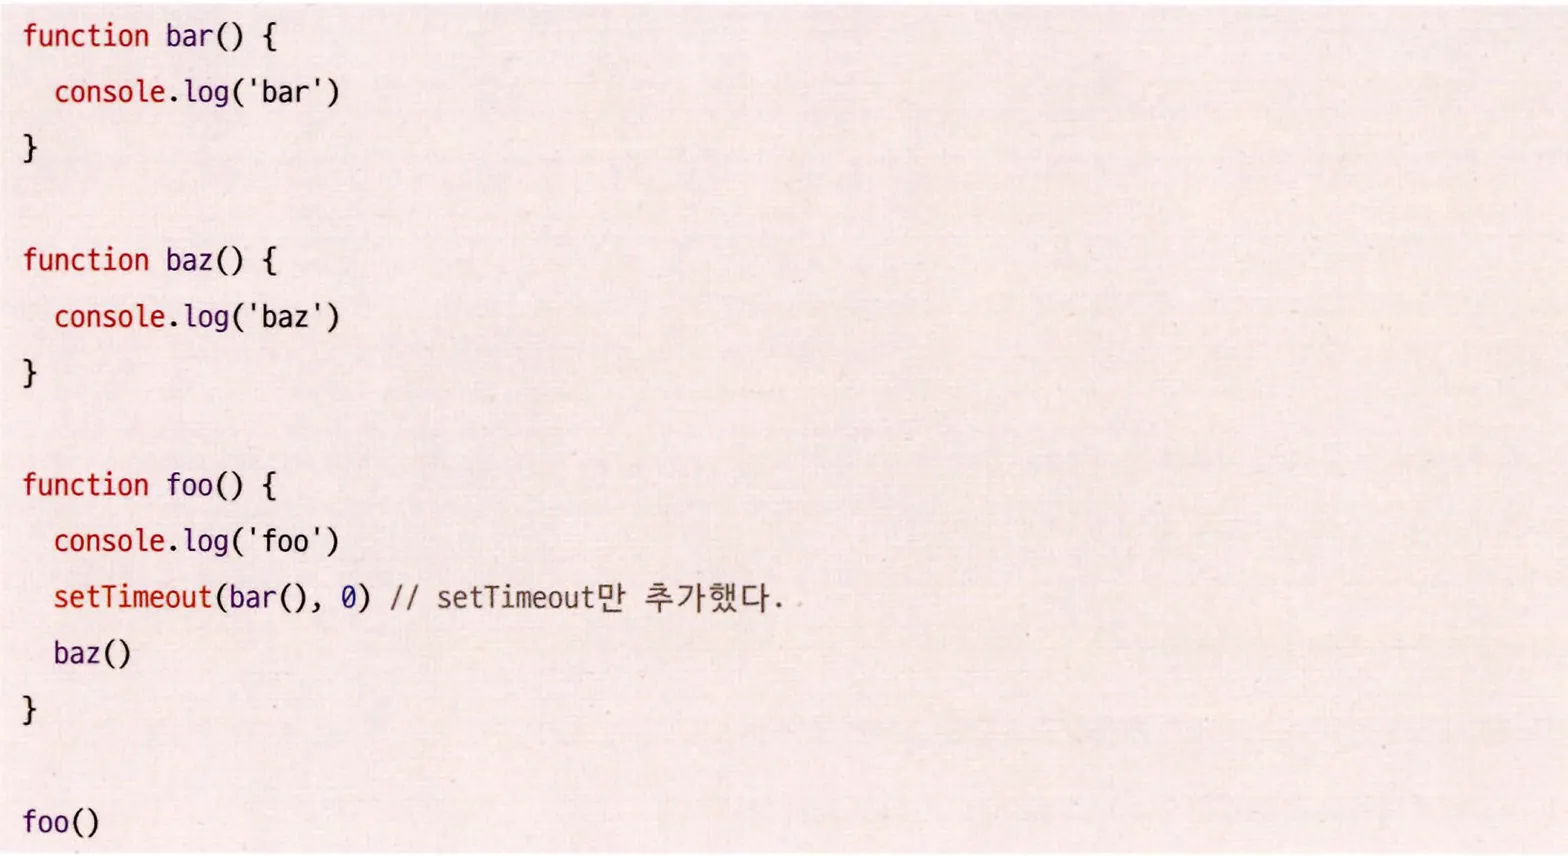 function bar() {
  console.log('bar')
}

function baz() {
  console.log('baz')
}

function foo() {
  console.log('foo')
  setTimeout(bar(), 0) // setTimeout만 추가했다.
  baz()
}

foo()